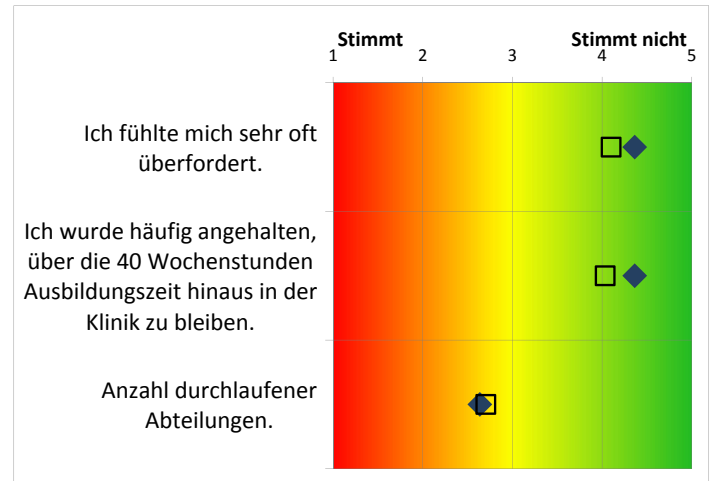 Stimmt
Stimmt nicht
1 2 3 4 5
Ich fühlte mich sehr oft
überfordert.
Ich wurde häufig angehalten,
über die 40 Wochenstunden
Ausbildungszeit hinaus in der
Klinik zu bleiben.
Anzahl durchlaufener
Abteilungen.